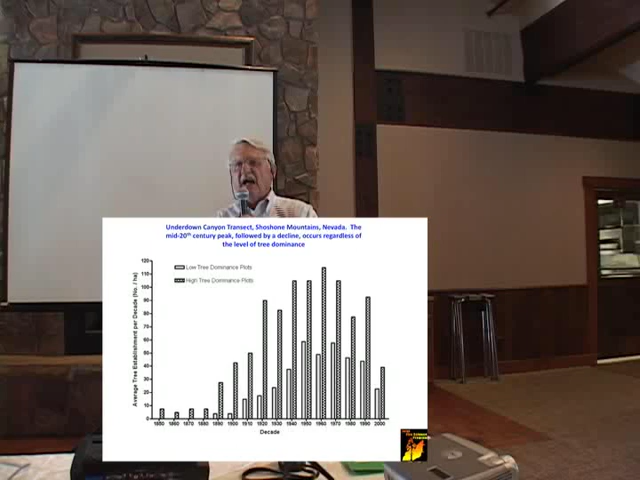 Underdown Canyon Transect, Shoshone Mountains, Nevada. The
mid-20th century peak, followed by a decline, occurs regardless of
the level of tree dominance
Low Tree Dominance Plots
High Tree Dominance Plots
Average Tree Establishment per Decade (No. / ha)
120
110
100
90
80
70
60
50
40
30
20
10
0
1850 1860 1870 1880 1890 1900 1910 1920 1930 1940 1950 1960 1970 1980 1990 2000
Decade